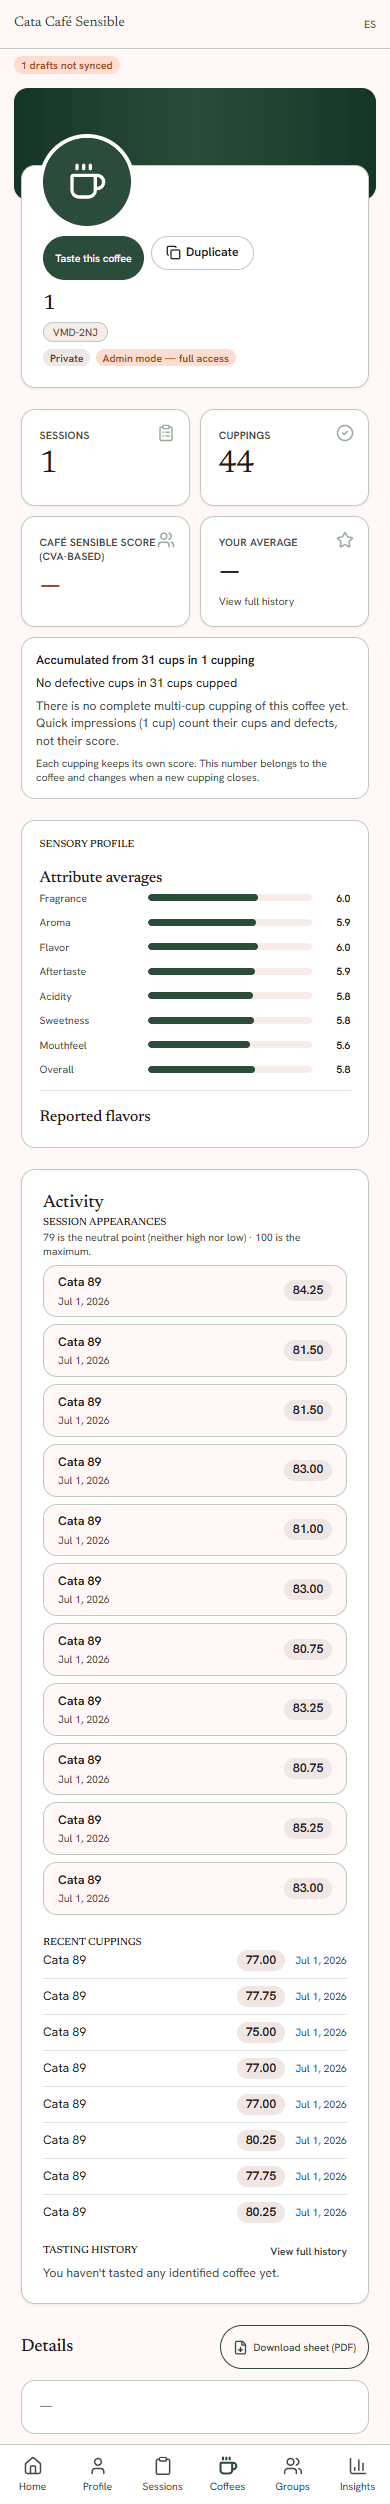 Cata Café Sensible
ES
1 drafts not synced
Taste this coffee
Duplicate
1
VMD-2NJ
Private
Admin mode — full access
SESSIONS
1
CUPPINGS
44
CAFÉ SENSIBLE SCORE
(CVA-BASED)
—
YOUR AVERAGE
—
View full history
Accumulated from 31 cups in 1 cupping
No defective cups in 31 cups cupped
There is no complete multi-cup cupping of this coffee yet.
Quick impressions (1 cup) count their cups and defects,
not their score.
Each cupping keeps its own score. This number belongs to the
coffee and changes when a new cupping closes.
SENSORY PROFILE
Attribute averages
Fragrance 6.0
Aroma 5.9
Flavor 6.0
Aftertaste 5.9
Acidity 5.8
Sweetness 5.8
Mouthfeel 5.6
Overall 5.8
Reported flavors
Activity
SESSION APPEARANCES
79 is the neutral point (neither high nor low) · 100 is the
maximum.
Cata 89
Jul 1, 2026
84.25
Cata 89
Jul 1, 2026
81.50
Cata 89
Jul 1, 2026
81.50
Cata 89
Jul 1, 2026
83.00
Cata 89
Jul 1, 2026
81.00
Cata 89
Jul 1, 2026
83.00
Cata 89
Jul 1, 2026
80.75
Cata 89
Jul 1, 2026
83.25
Cata 89
Jul 1, 2026
80.75
Cata 89
Jul 1, 2026
85.25
Cata 89
Jul 1, 2026
83.00
RECENT CUPPINGS
Cata 89 77.00 Jul 1, 2026
Cata 89 77.75 Jul 1, 2026
Cata 89 75.00 Jul 1, 2026
Cata 89 77.00 Jul 1, 2026
Cata 89 77.00 Jul 1, 2026
Cata 89 80.25 Jul 1, 2026
Cata 89 77.75 Jul 1, 2026
Cata 89 80.25 Jul 1, 2026
TASTING HISTORY
View full history
You haven't tasted any identified coffee yet.
Details
Download sheet (PDF)
—
Home
Profile
Sessions
Coffees
Groups
Insights